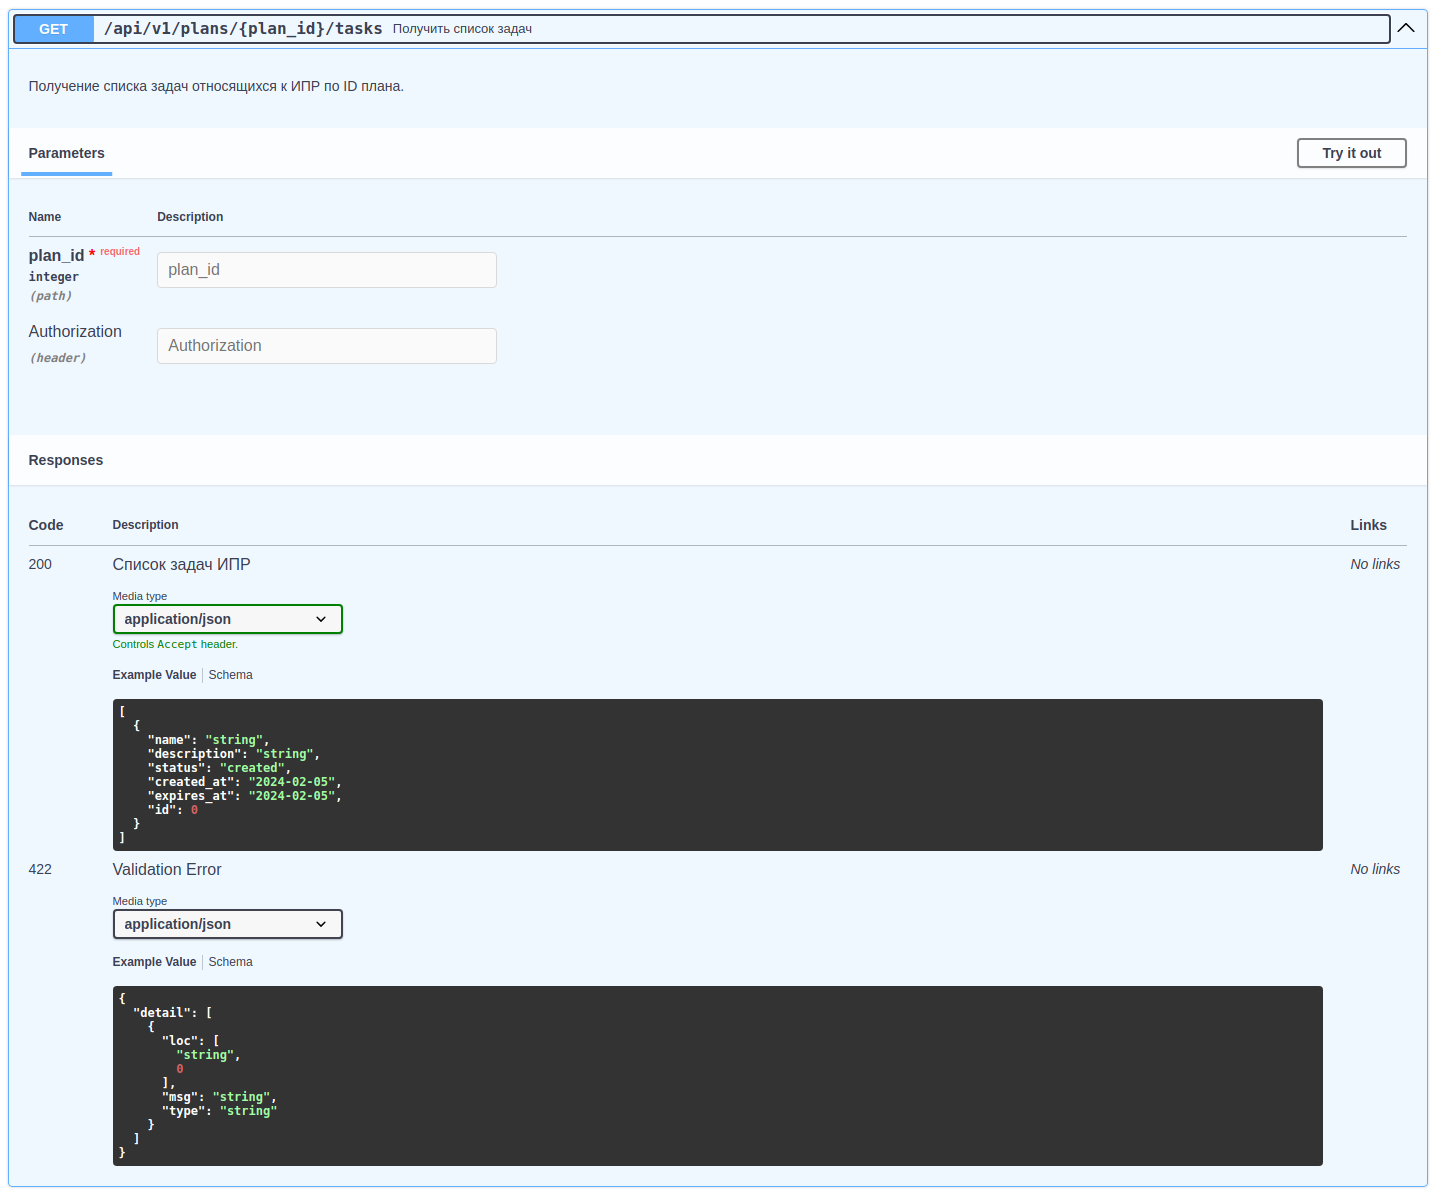 GET /api/v1/plans/{plan_id}/tasks Получить список задач
Получение списка задач относящихся к ИПР по ID плана.
Parameters
Try it out
Name Description
plan_id * required
integer
(path)
plan_id
Authorization
(header)
Authorization
Responses
Code Description Links
200 Список задач ИПР No links
Media type
application/json
Controls Accept header.
Example Value Schema
[
  {
    "name": "string",
    "description": "string",
    "status": "created",
    "created_at": "2024-02-05",
    "expires_at": "2024-02-05",
    "id": 0
  }
]
422 Validation Error No links
Media type
application/json
Example Value Schema
{
  "detail": [
    {
      "loc": [
        "string",
        0
      ],
      "msg": "string",
      "type": "string"
    }
  ]
}